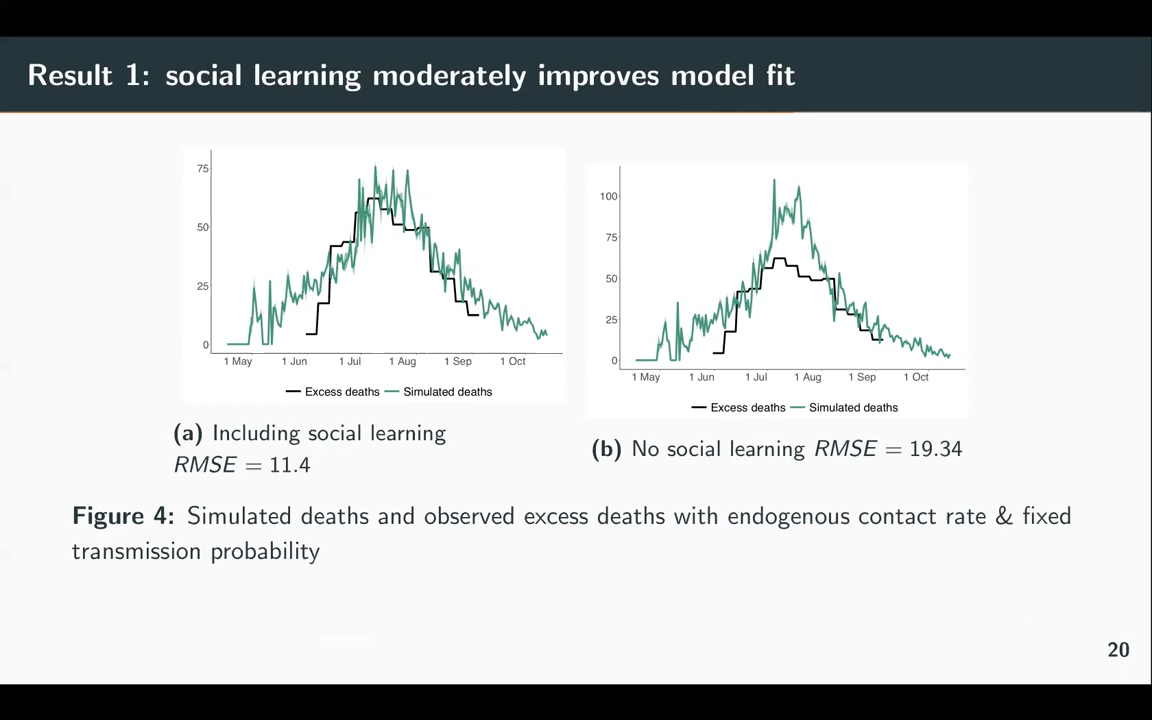 Result 1: social learning moderately improves model fit
75
50
25
0
1 May 1 Jun 1 Jul 1 Aug 1 Sep 1 Oct
Excess deaths Simulated deaths
(a) Including social learning
RMSE = 11.4
100
75
50
25
0
1 May 1 Jun 1 Jul 1 Aug 1 Sep 1 Oct
Excess deaths Simulated deaths
(b) No social learning RMSE = 19.34
Figure 4: Simulated deaths and observed excess deaths with endogenous contact rate & fixed
transmission probability
20